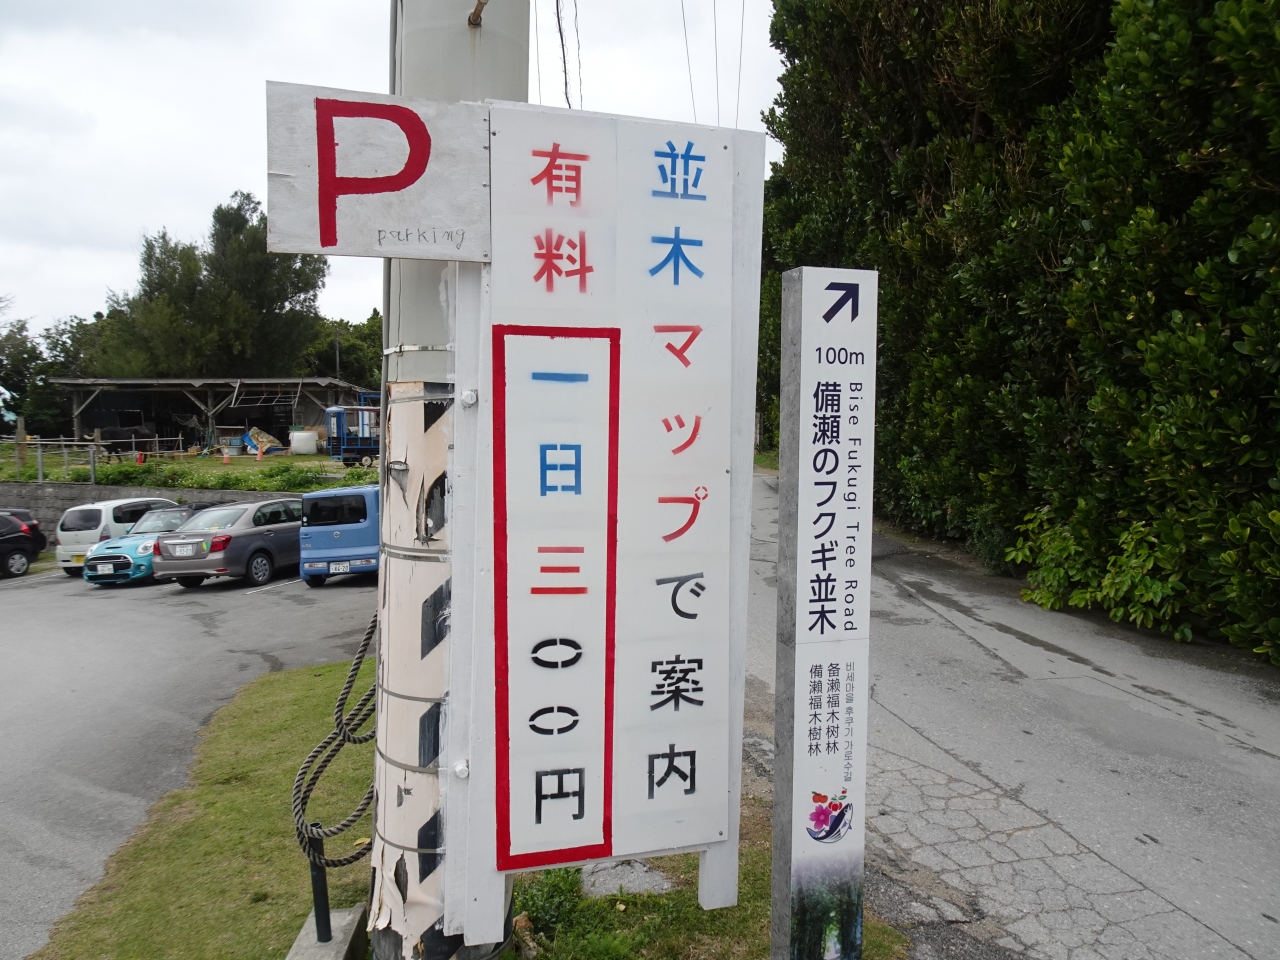 P
parking
並木マップで案内
有料
一日三〇〇円
100m
備瀬のフクギ並木
Bise Fukugi Tree Road
비세마을 후쿠기 가로수길
备濑福木树林
備瀬福木樹林